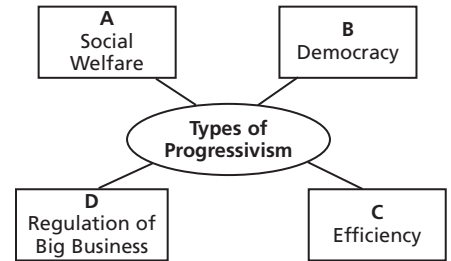 A
Social
Welfare
B
Democracy
Types of
Progressivism
D
Regulation of
Big Business
C
Efficiency